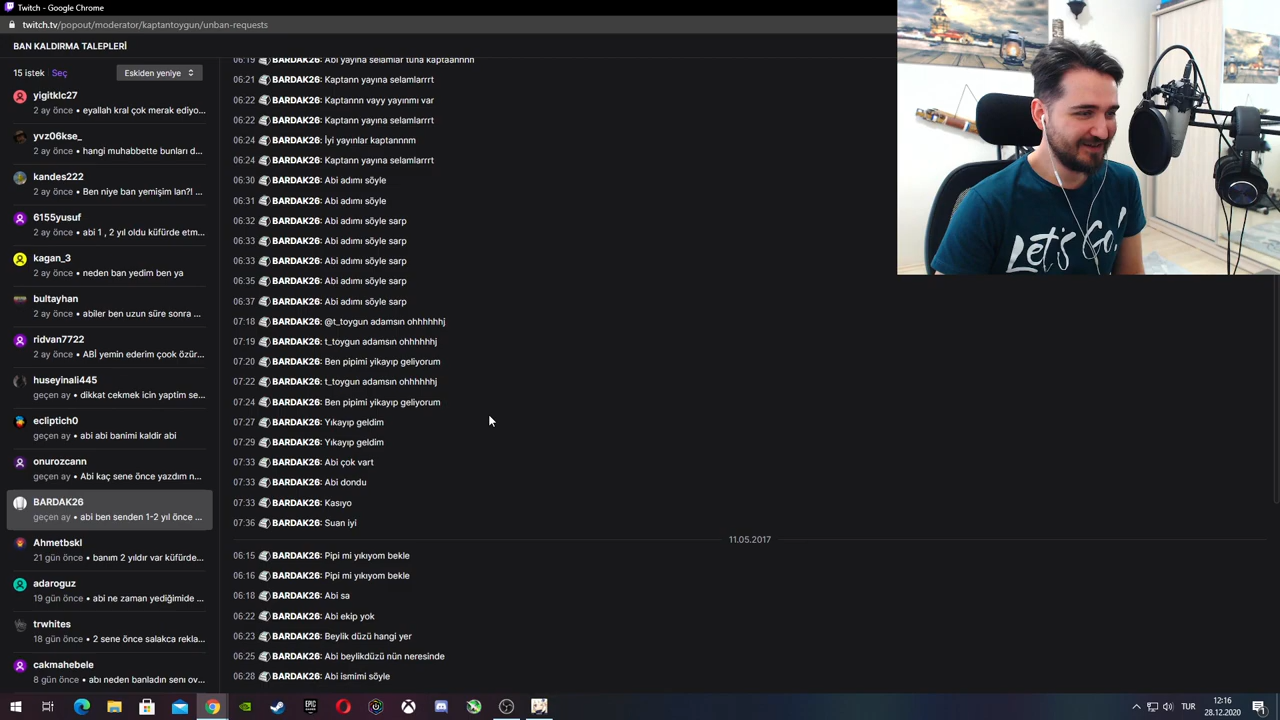 Twitch - Google Chrome
twitch.tv/popout/moderator/kaptantoygun/unban-requests
BAN KALDIRMA TALEPLERİ
15 istek Seç Eskiden yeniye
yigitklc27
2 ay önce • eyallah kral çok merak ediyo...
yvz06kse_
2 ay önce • hangi muhabbette bunları d...
kandes222
2 ay önce • Ben niye ban yemişim lan?! ...
6155yusuf
2 ay önce • abi 1 , 2 yıl oldu küfürde etm...
kagan_3
2 ay önce • neden ban yedim ben ya
bultayhan
2 ay önce • abiler ben uzun süre sonra ...
ridvan7722
2 ay önce • ABİ yemin ederim çook özür...
huseyinali445
geçen ay • dikkat cekmek icin yaptim se...
ecliptich0
geçen ay • abi abi banimi kaldir abi
onurozcann
geçen ay • Abi kaç sene önce yazdım n...
BARDAK26
geçen ay • abi ben senden 1-2 yıl önce ...
Ahmetbskl
21 gün önce • banım 2 yıldır var küfürde...
adaroguz
19 gün önce • abi ne zaman yediğimide ...
trwhites
18 gün önce • 2 sene önce salakca rekla...
cakmahebele
8 gün önce • abı neden banladın senı ov...
06:19 BARDAK26: Abi yayına selamlar tuna kaptaannnn
06:21 BARDAK26: Kaptann yayına selamlarrrt
06:22 BARDAK26: Kaptannn vayy yayınmı var
06:22 BARDAK26: Kaptann yayına selamlarrrt
06:24 BARDAK26: İyi yayınlar kaptannnm
06:24 BARDAK26: Kaptann yayına selamlarrrt
06:30 BARDAK26: Abi adımı söyle
06:31 BARDAK26: Abi adımı söyle
06:32 BARDAK26: Abi adımı söyle sarp
06:33 BARDAK26: Abi adımı söyle sarp
06:33 BARDAK26: Abi adımı söyle sarp
06:35 BARDAK26: Abi adımı söyle sarp
06:37 BARDAK26: Abi adımı söyle sarp
07:18 BARDAK26: @t_toygun adamsın ohhhhhhj
07:19 BARDAK26: t_toygun adamsın ohhhhhhj
07:20 BARDAK26: Ben pipimi yikayıp geliyorum
07:22 BARDAK26: t_toygun adamsın ohhhhhhj
07:24 BARDAK26: Ben pipimi yikayıp geliyorum
07:27 BARDAK26: Yıkayıp geldim
07:29 BARDAK26: Yıkayıp geldim
07:33 BARDAK26: Abi çok vart
07:33 BARDAK26: Abi dondu
07:33 BARDAK26: Kasıyo
07:36 BARDAK26: Suan iyi
11.05.2017
06:15 BARDAK26: Pipi mi yıkıyom bekle
06:16 BARDAK26: Pipi mi yıkıyom bekle
06:18 BARDAK26: Abi sa
06:22 BARDAK26: Abi ekip yok
06:23 BARDAK26: Beylik düzü hangi yer
06:25 BARDAK26: Abi beylikdüzü nün neresinde
06:28 BARDAK26: Abi ismimi söyle
LET'S GO!
EPIC
TUR
12:16
28.12.2020
1